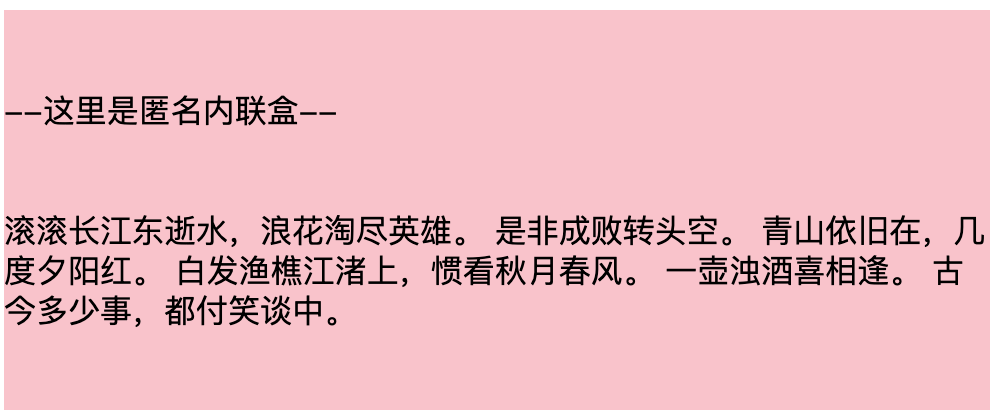 --这里是匿名内联盒--
滚滚长江东逝水，浪花淘尽英雄。 是非成败转头空。 青山依旧在，几
度夕阳红。 白发渔樵江渚上，惯看秋月春风。 一壶浊酒喜相逢。 古
今多少事，都付笑谈中。